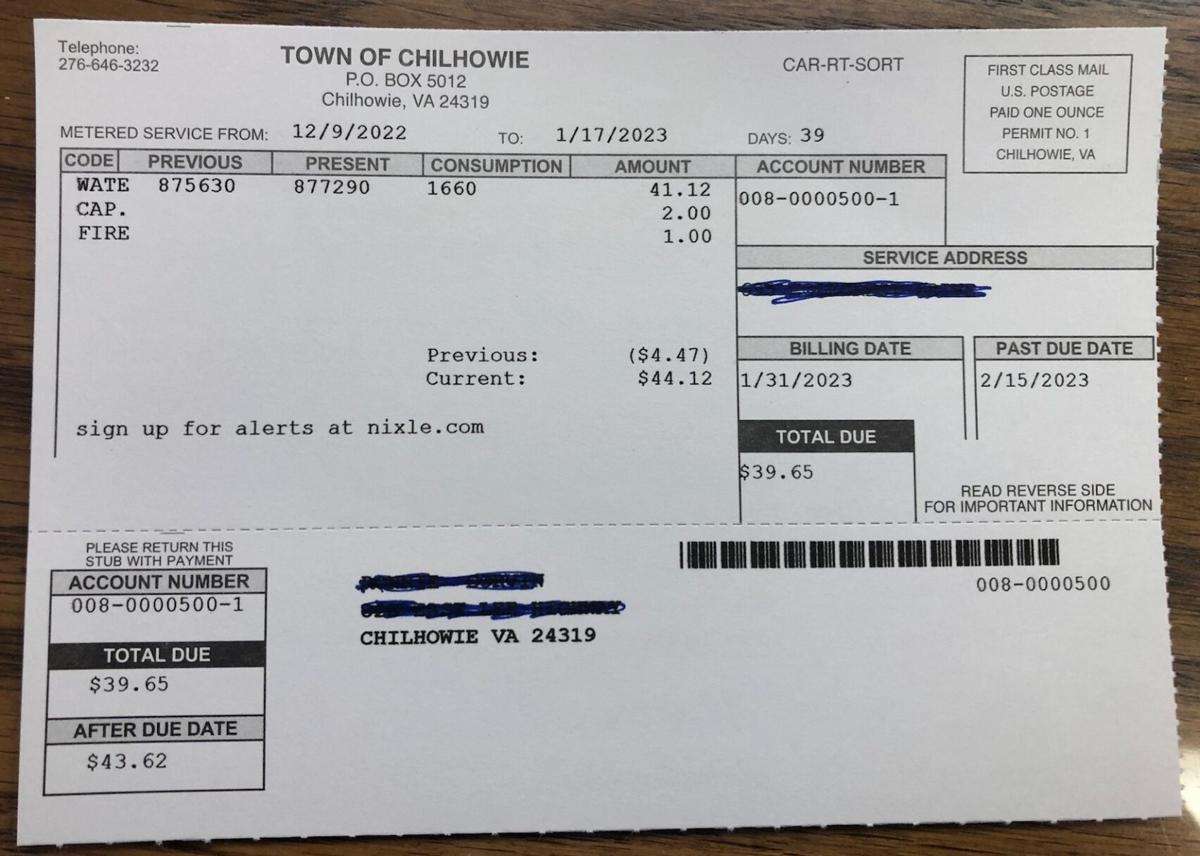 Telephone:
276-646-3232
TOWN OF CHILHOWIE
P.O. BOX 5012
Chilhowie, VA 24319
CAR-RT-SORT
FIRST CLASS MAIL
U.S. POSTAGE
PAID ONE OUNCE
PERMIT NO. 1
CHILHOWIE, VA
METERED SERVICE FROM: 12/9/2022 TO: 1/17/2023 DAYS: 39
CODE PREVIOUS PRESENT CONSUMPTION AMOUNT ACCOUNT NUMBER
WATE 875630 877290 1660 41.12 008-0000500-1
CAP. 2.00
FIRE 1.00
SERVICE ADDRESS
Previous: ($4.47)
Current: $44.12
BILLING DATE PAST DUE DATE
1/31/2023 2/15/2023
sign up for alerts at nixle.com
TOTAL DUE
$39.65
READ REVERSE SIDE
FOR IMPORTANT INFORMATION
PLEASE RETURN THIS
STUB WITH PAYMENT
ACCOUNT NUMBER
008-0000500-1
TOTAL DUE
$39.65
AFTER DUE DATE
$43.62
CHILHOWIE VA 24319
008-0000500